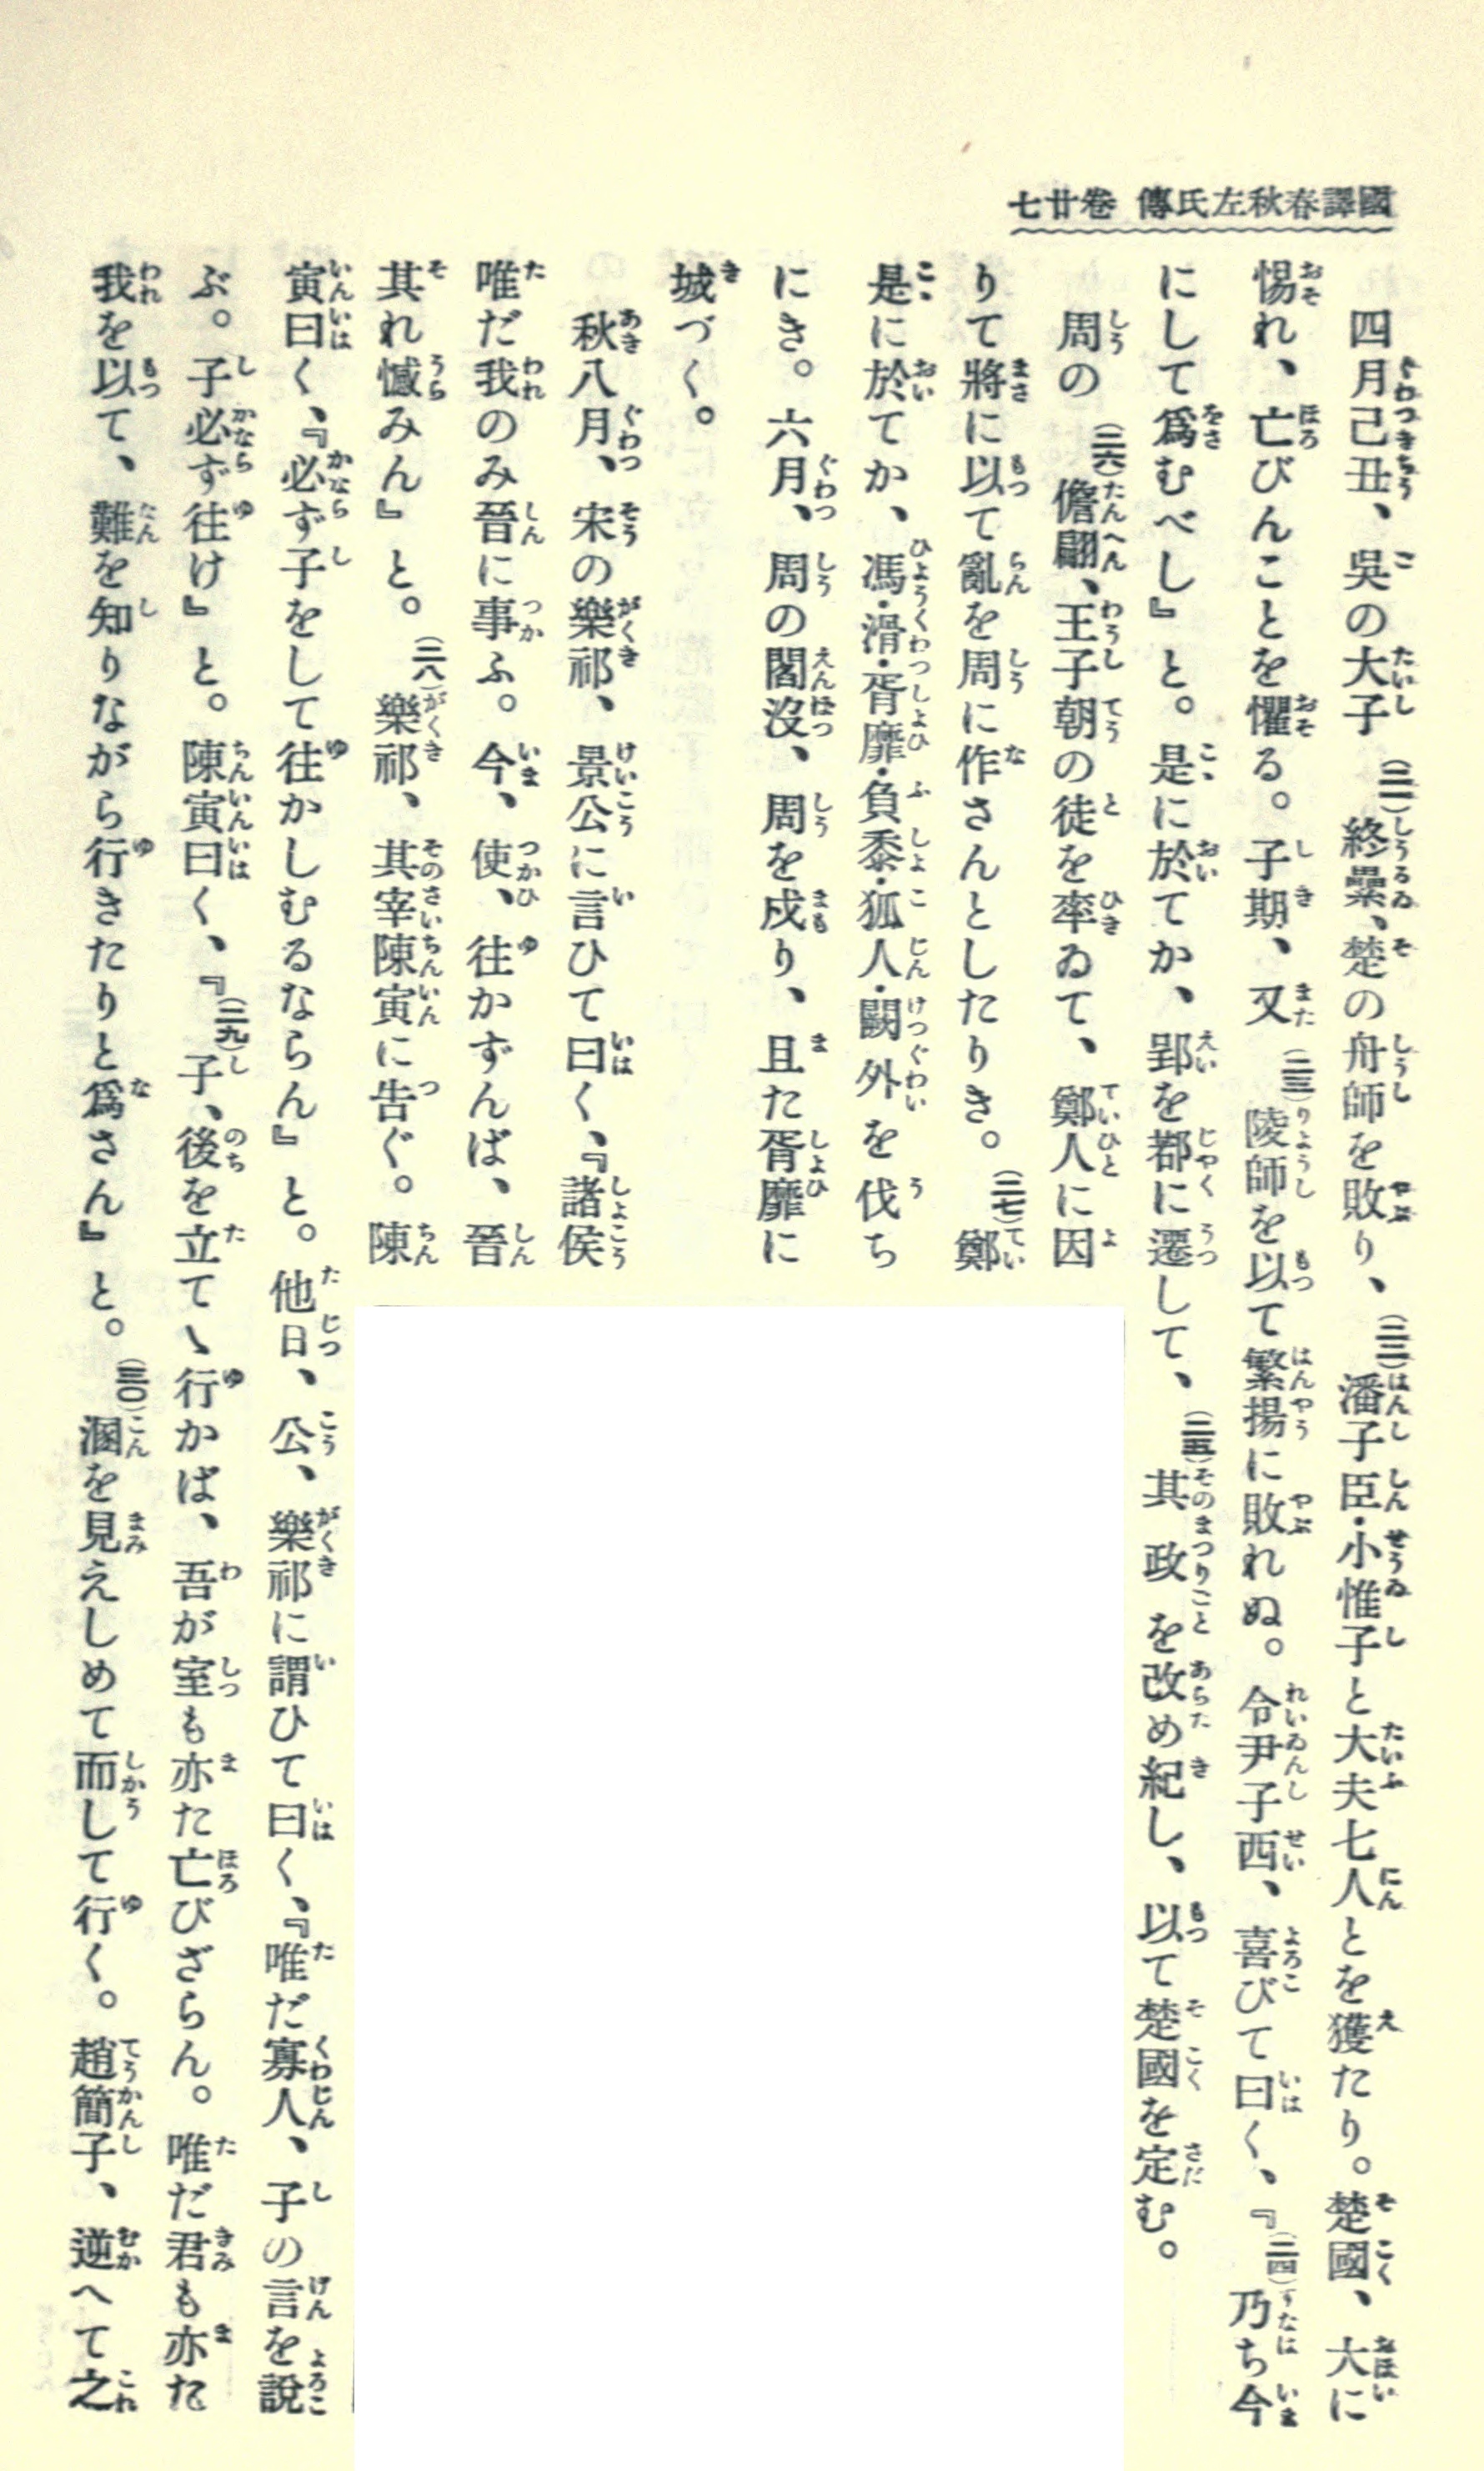 國譯春秋左氏傳 卷廿七
四月己丑、吳の大子(二一)終纍、楚の舟師を敗り、(二二)潘子臣・小惟子と大夫七人とを獲たり。楚國、大に
惕れ、亡びんことを懼る。子期、又(二三)陵師を以て繁揚に敗れぬ。令尹子西、喜びて曰く、『(二四)乃ち今
にして爲むべし』と。是に於てか、郢を鄀に遷して、(二五)其政を改め紀し、以て楚國を定む。
周の(二六)儋翩、王子朝の徒を率ゐて、鄭人に因
りて將に以て亂を周に作さんとしたりき。(二七)鄭
是に於てか、馮・滑・胥靡・負黍・狐人・闕外を伐ち
にき。六月、周の閻沒、周を戍り、且た胥靡に
城づく。
秋八月、宋の樂祁、景公に言ひて曰く、『諸侯
唯だ我のみ晉に事ふ。今、使、往かずんば、晉
其れ憾みん』と。(二八)樂祁、其宰陳寅に告ぐ。陳
寅曰く、『必ず子をして往かしむるならん』と。他日、公、樂祁に謂ひて曰く、『唯だ寡人、子の言を說
ぶ。子必ず往け』と。陳寅曰く、『(二九)子、後を立てゝ行かば、吾が室も亦た亡びざらん。唯だ君も亦た
我を以て、難を知りながら行きたりと爲さん』と。(三〇)溷を見えしめて而して行く。趙簡子、逆へて之